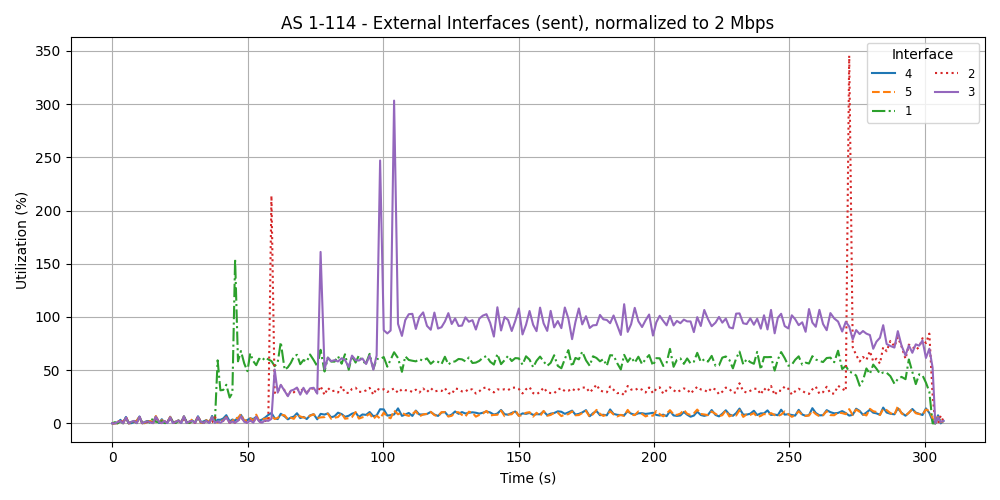 AS 1-114 - External Interfaces (sent), normalized to 2 Mbps
Interface
4 2
5 3
1
Utilization (%)
350
300
250
200
150
100
50
0
0 50 100 150 200 250 300
Time (s)